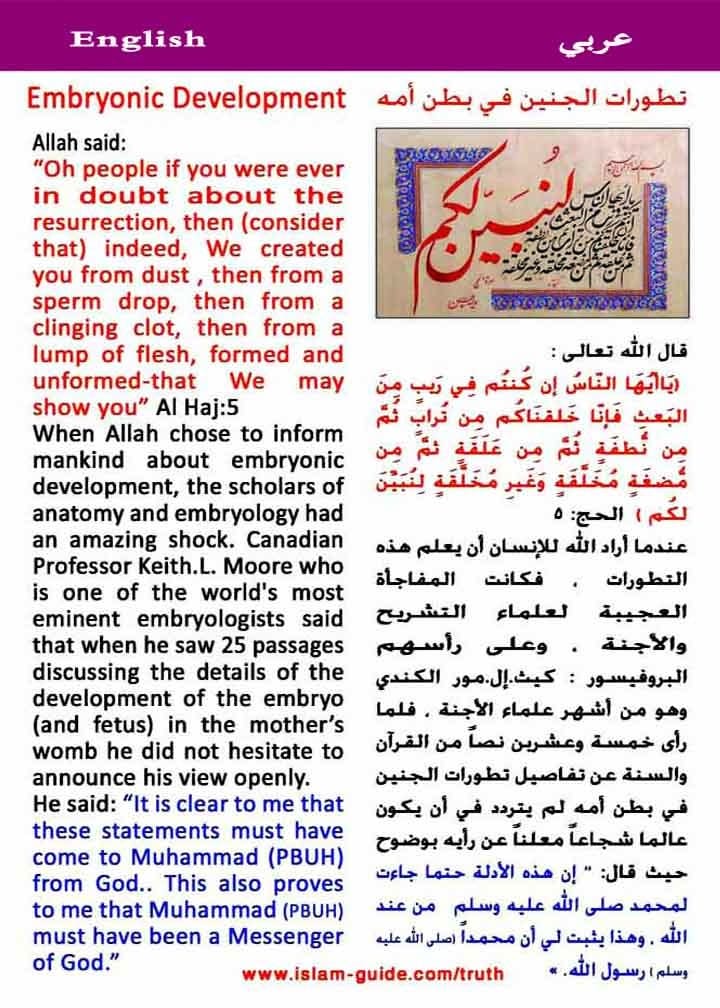 English
عربي
Embryonic Development
Allah said:
“Oh people if you were ever
in doubt about the
resurrection, then (consider
that) indeed, We created
you from dust , then from a
sperm drop, then from a
clinging clot, then from a
lump of flesh, formed and
unformed-that We may
show you” Al Haj:5
When Allah chose to inform
mankind about embryonic
development, the scholars of
anatomy and embryology had
an amazing shock. Canadian
Professor Keith.L. Moore who
is one of the world's most
eminent embryologists said
that when he saw 25 passages
discussing the details of the
development of the embryo
(and fetus) in the mother’s
womb he did not hesitate to
announce his view openly.
He said: “It is clear to me that
these statements must have
come to Muhammad (PBUH)
from God.. This also proves
to me that Muhammad (PBUH)
must have been a Messenger
of God.”
تطورات الجنين في بطن أمه
لنبين لكم
قال الله تعالى :
(يَاأَيُهَا النّاسُ إن كُنتُم فِي رَيبٍ مِنَ
البَعثِ فَإنّا خَلقنَاكُم مِن تُرابٍ ثُمَّ
مِن نُّطفَةٍ ثُمَّ مِن عَلَقَةٍ ثمَّ مِن
مُّضغَةٍ مُخَلَّقَةٍ وَغَيرِ مُخَلَّقَةٍ لِنُبَيِّنَ
لكُم ) الحج: ٥
عندما أراد الله للإنسان أن يعلم هذه
التطورات ، فكانت المفاجأة
العجيبة لعلماء التشريح
والأجنة ، وعلى رأسهم
البروفيسور : كيث.إل.مور الكندي
وهو من أشهر علماء الأجنة ، فلما
رأى خمسة وعشرين نصاً من القرآن
والسنة عن تفاصيل تطورات الجنين
في بطن أمه لم يتردد في أن يكون
عالما شجاعاً معلناً عن رأيه بوضوح
حيث قال: " إن هذه الأدلة حتما جاءت
لمحمد صلى الله عليه وسلم من عند
الله ، وهذا يثبت لي أن محمداً (صلى الله عليه
وسلم ) رسول الله. »
www.islam-guide.com/truth